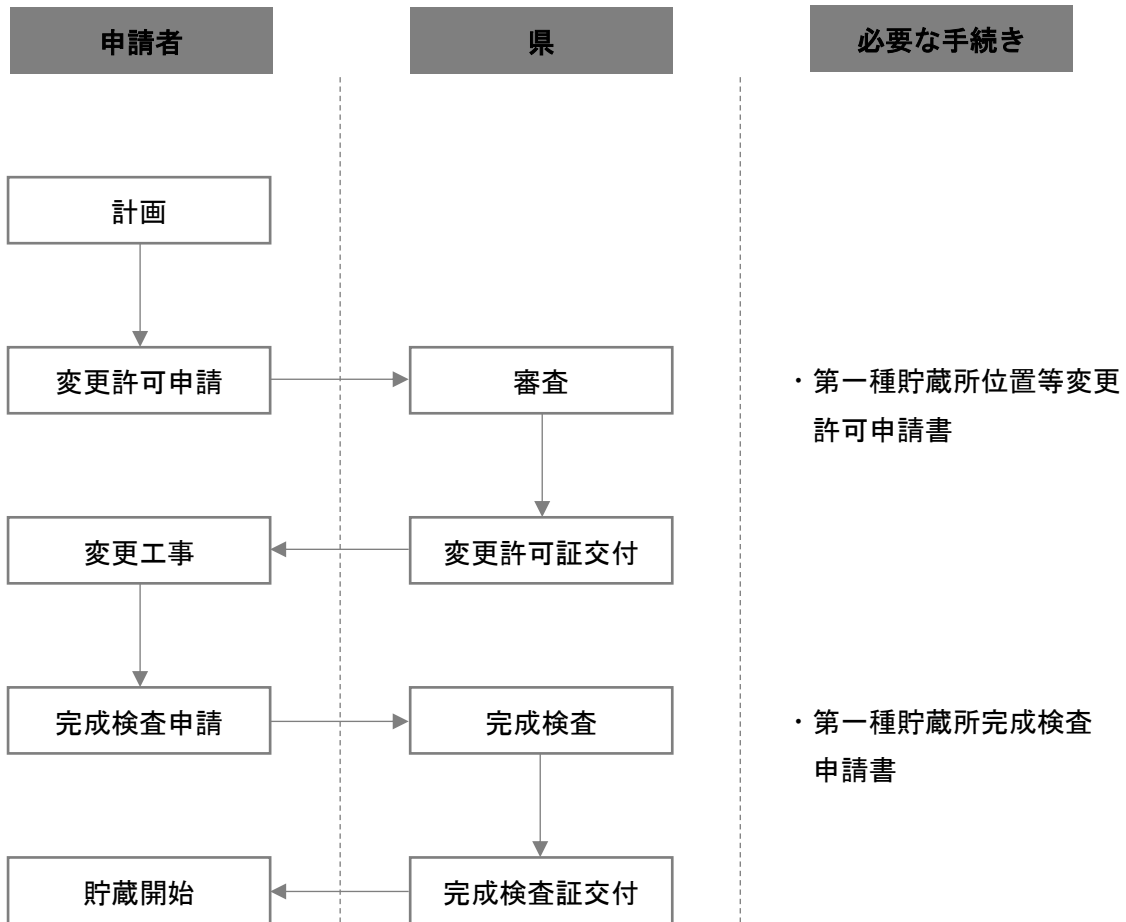 申請者
県
必要な手続き
計画
変更許可申請
審査
・第一種貯蔵所位置等変更
許可申請書
変更工事
変更許可証交付
完成検査申請
完成検査
・第一種貯蔵所完成検査
申請書
貯蔵開始
完成検査証交付